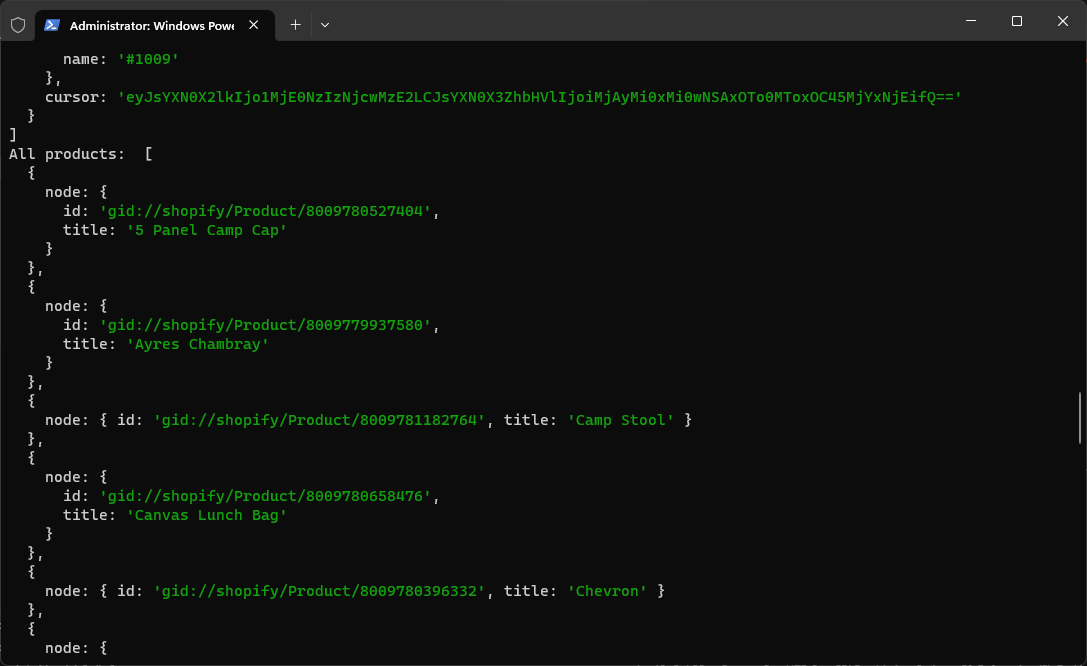 Administrator: Windows Powe
name: '#1009'
},
cursor: 'eyJsYXN0X2lkIjo1MjE0NzIzNjcwMzE2LCJsYXN0X3ZhbHVlIjoiMjAyMi0xMi0wNSAxOTo0MToxOC45MjYxNjEifQ=='
}
]
All products:  [
{
node: {
id: 'gid://shopify/Product/8009780527404',
title: '5 Panel Camp Cap'
}
},
{
node: {
id: 'gid://shopify/Product/8009779937580',
title: 'Ayres Chambray'
}
},
{
node: { id: 'gid://shopify/Product/8009781182764', title: 'Camp Stool' }
},
{
node: {
id: 'gid://shopify/Product/8009780658476',
title: 'Canvas Lunch Bag'
}
},
{
node: { id: 'gid://shopify/Product/8009780396332', title: 'Chevron' }
},
{
node: {